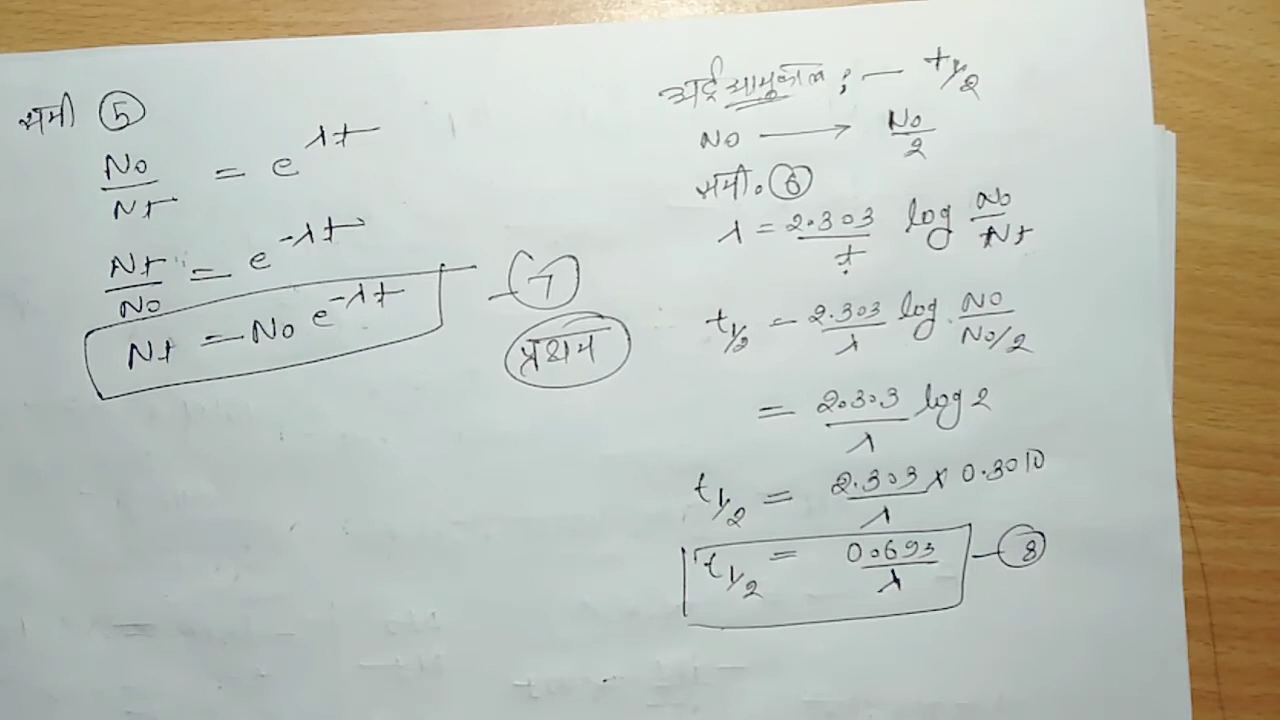 समी ⑤
No/Nt = e^λt
Nt/No = e^-λt
Nt = No e^-λt — ⑦
प्रथम
अर्द्ध आयुकाल :— t1/2
No ⟶ No/2
समी. ⑥
λ = 2.303/t log No/Nt
t1/2 = 2.303/λ log No/No/2
= 2.303/λ log 2
t1/2 = 2.303/λ × 0.3010
t1/2 = 0.693/λ — ⑧